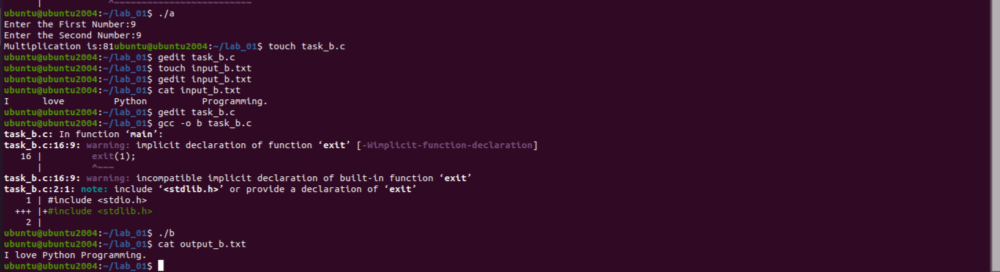 |            ^~~~~~~~~~~~~~~~~~~~~~~~~~
ubuntu@ubuntu2004:~/lab_01$ ./a
Enter the First Number:9
Enter the Second Number:9
Multiplication is:81ubuntu@ubuntu2004:~/lab_01$ touch task_b.c
ubuntu@ubuntu2004:~/lab_01$ gedit task_b.c
ubuntu@ubuntu2004:~/lab_01$ touch input_b.txt
ubuntu@ubuntu2004:~/lab_01$ gedit input_b.txt
ubuntu@ubuntu2004:~/lab_01$ cat input_b.txt
I      love         Python          Programming.
ubuntu@ubuntu2004:~/lab_01$ gedit task_b.c
ubuntu@ubuntu2004:~/lab_01$ gcc -o b task_b.c
task_b.c: In function ‘main’:
task_b.c:16:9: warning: implicit declaration of function ‘exit’ [-Wimplicit-function-declaration]
   16 |         exit(1);
      |         ^~~~
task_b.c:16:9: warning: incompatible implicit declaration of built-in function ‘exit’
task_b.c:2:1: note: include ‘<stdlib.h>’ or provide a declaration of ‘exit’
    1 | #include <stdio.h>
  +++ |+#include <stdlib.h>
    2 |
ubuntu@ubuntu2004:~/lab_01$ ./b
ubuntu@ubuntu2004:~/lab_01$ cat output_b.txt
I love Python Programming.
ubuntu@ubuntu2004:~/lab_01$